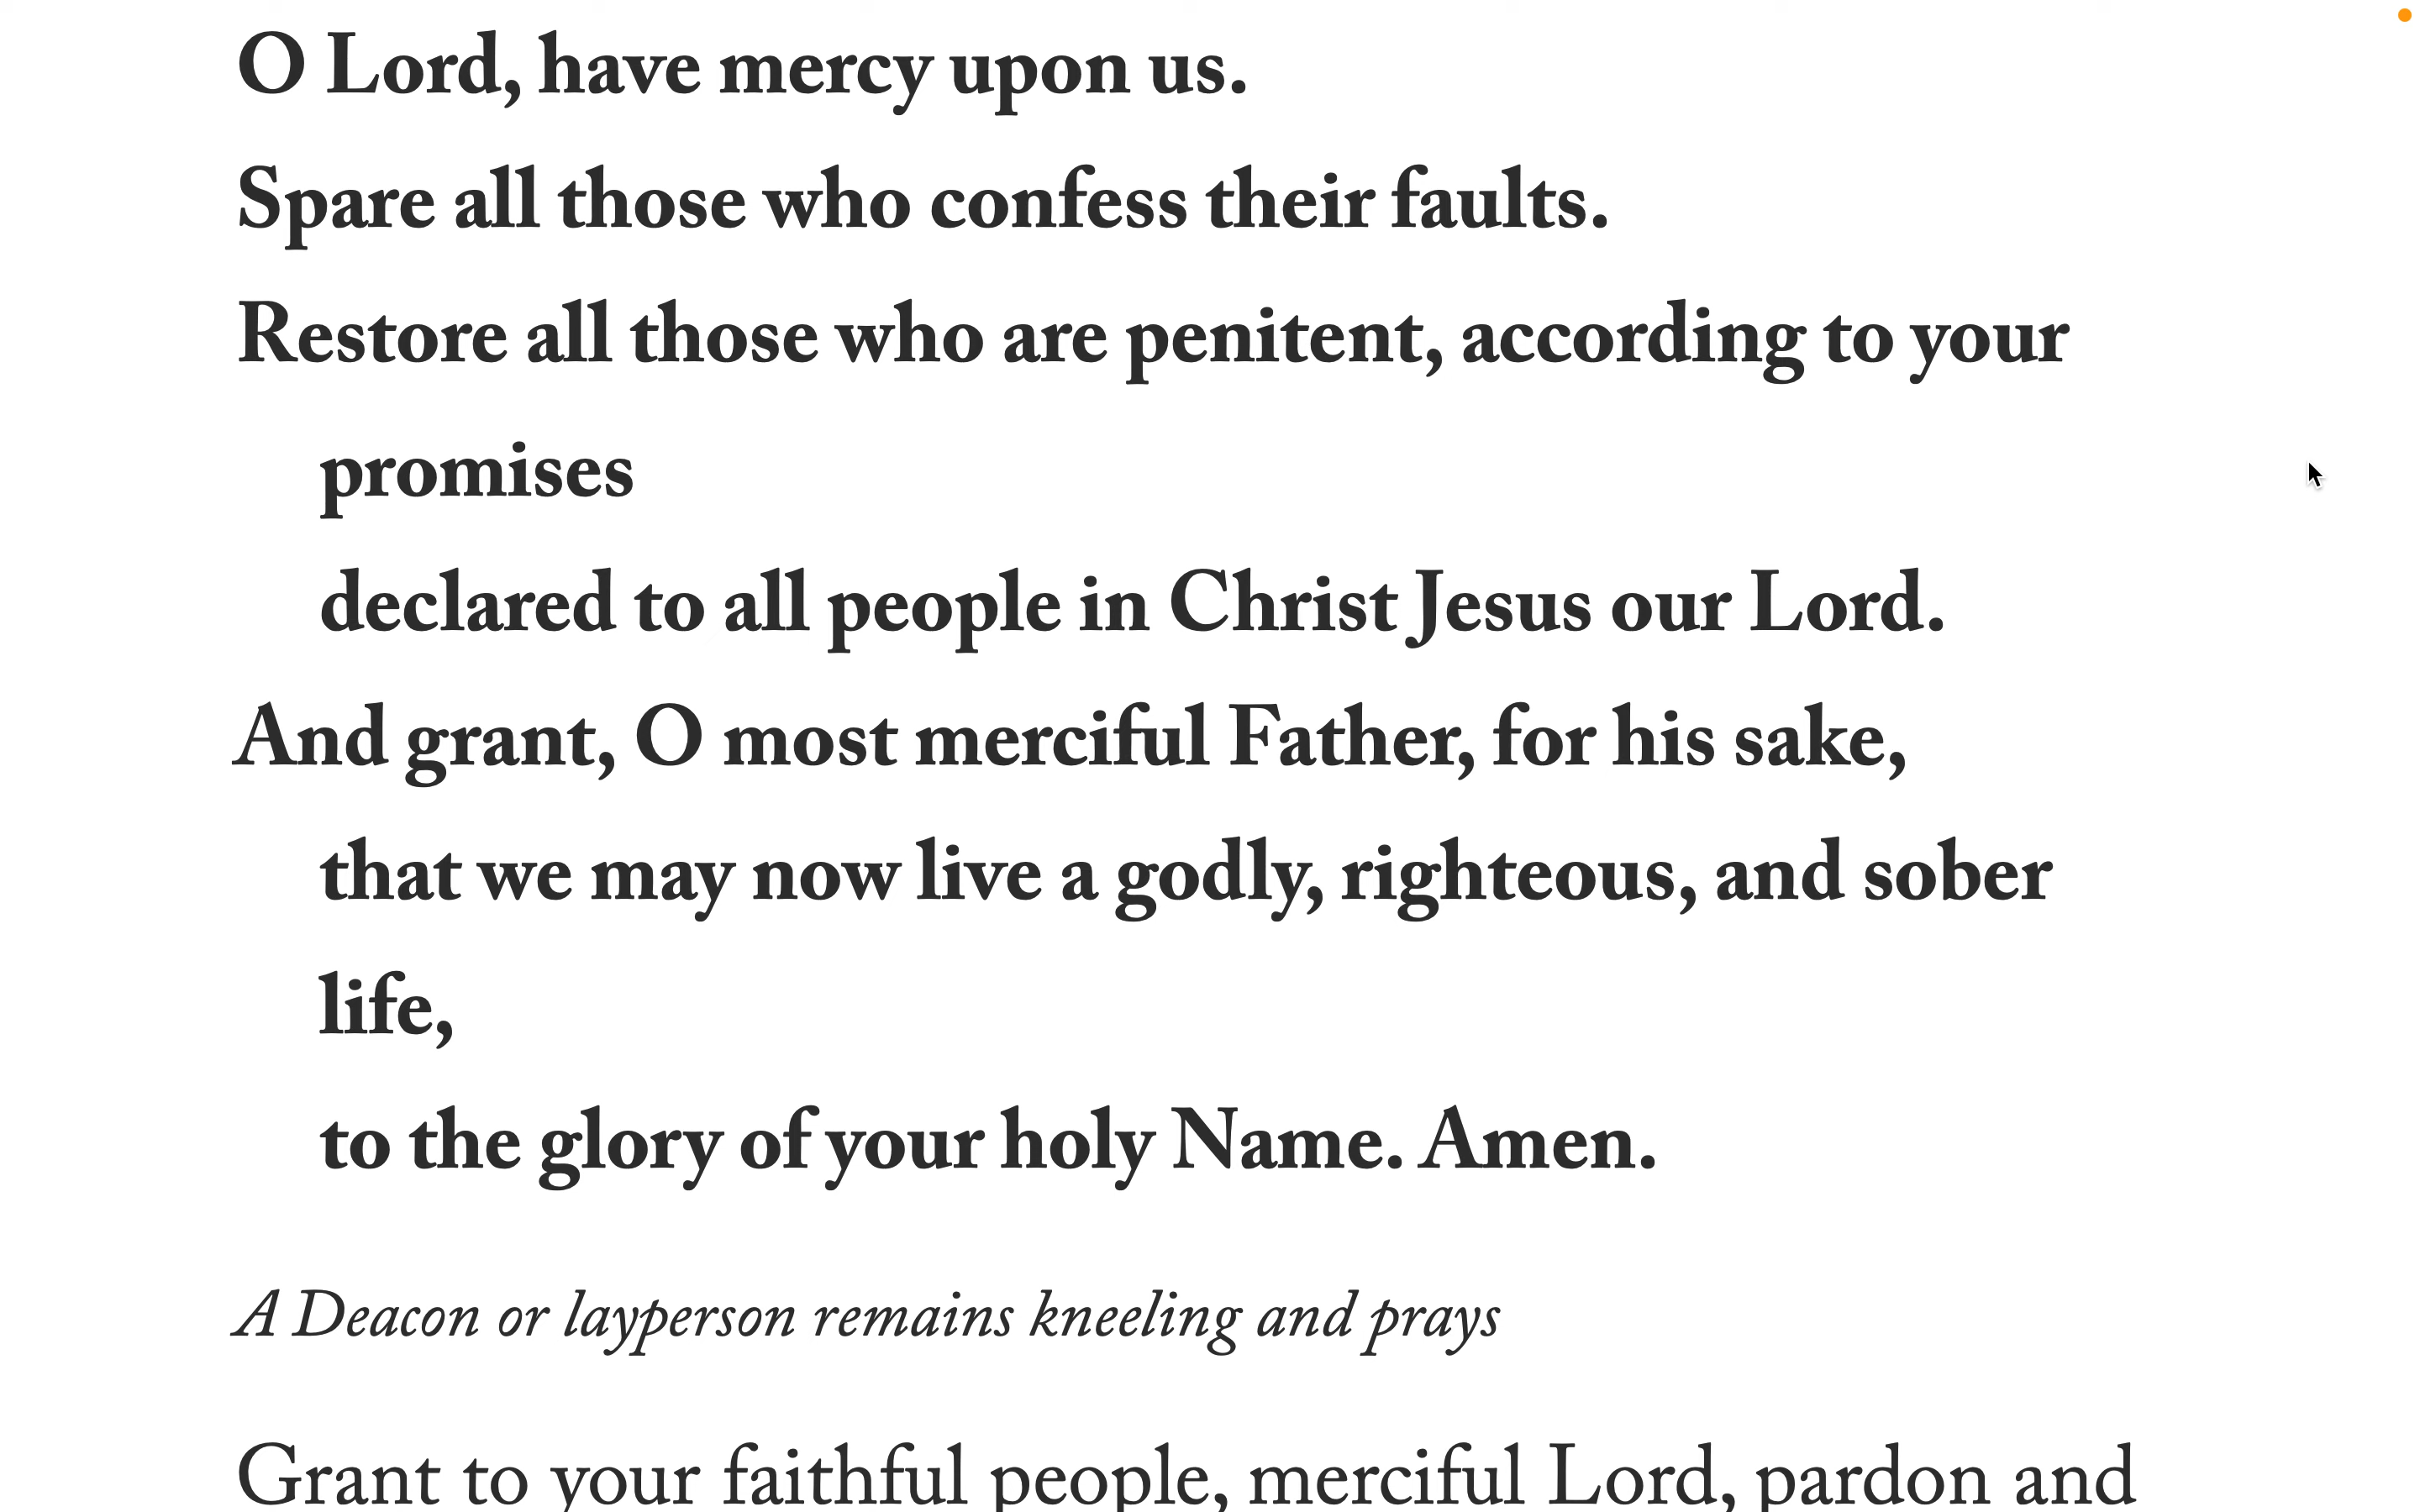 O Lord, have mercy upon us.
Spare all those who confess their faults.
Restore all those who are penitent, according to your
promises
declared to all people in Christ Jesus our Lord.
And grant, O most merciful Father, for his sake,
that we may now live a godly, righteous, and sober
life,
to the glory of your holy Name. Amen.
A Deacon or layperson remains kneeling and prays
Grant to your faithful people, merciful Lord, pardon and